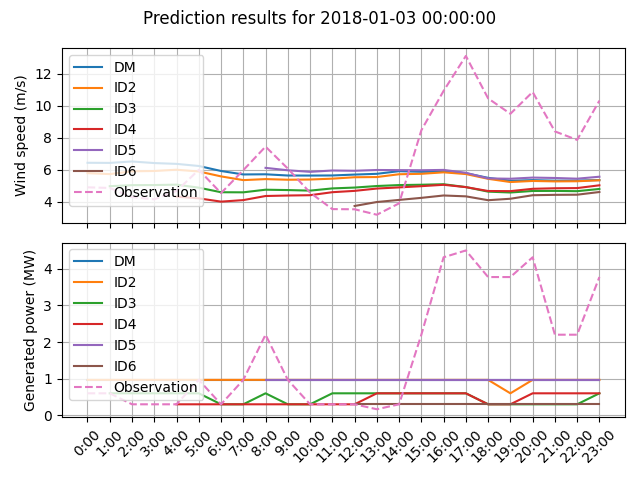 Prediction results for 2018-01-03 00:00:00
Wind speed (m/s)
12
10
8
6
4
DM
ID2
ID3
ID4
ID5
ID6
Observation
Generated power (MW)
4
3
2
1
0
DM
ID2
ID3
ID4
ID5
ID6
Observation
0:00 1:00 2:00 3:00 4:00 5:00 6:00 7:00 8:00 9:00 10:00 11:00 12:00 13:00 14:00 15:00 16:00 17:00 18:00 19:00 20:00 21:00 22:00 23:00